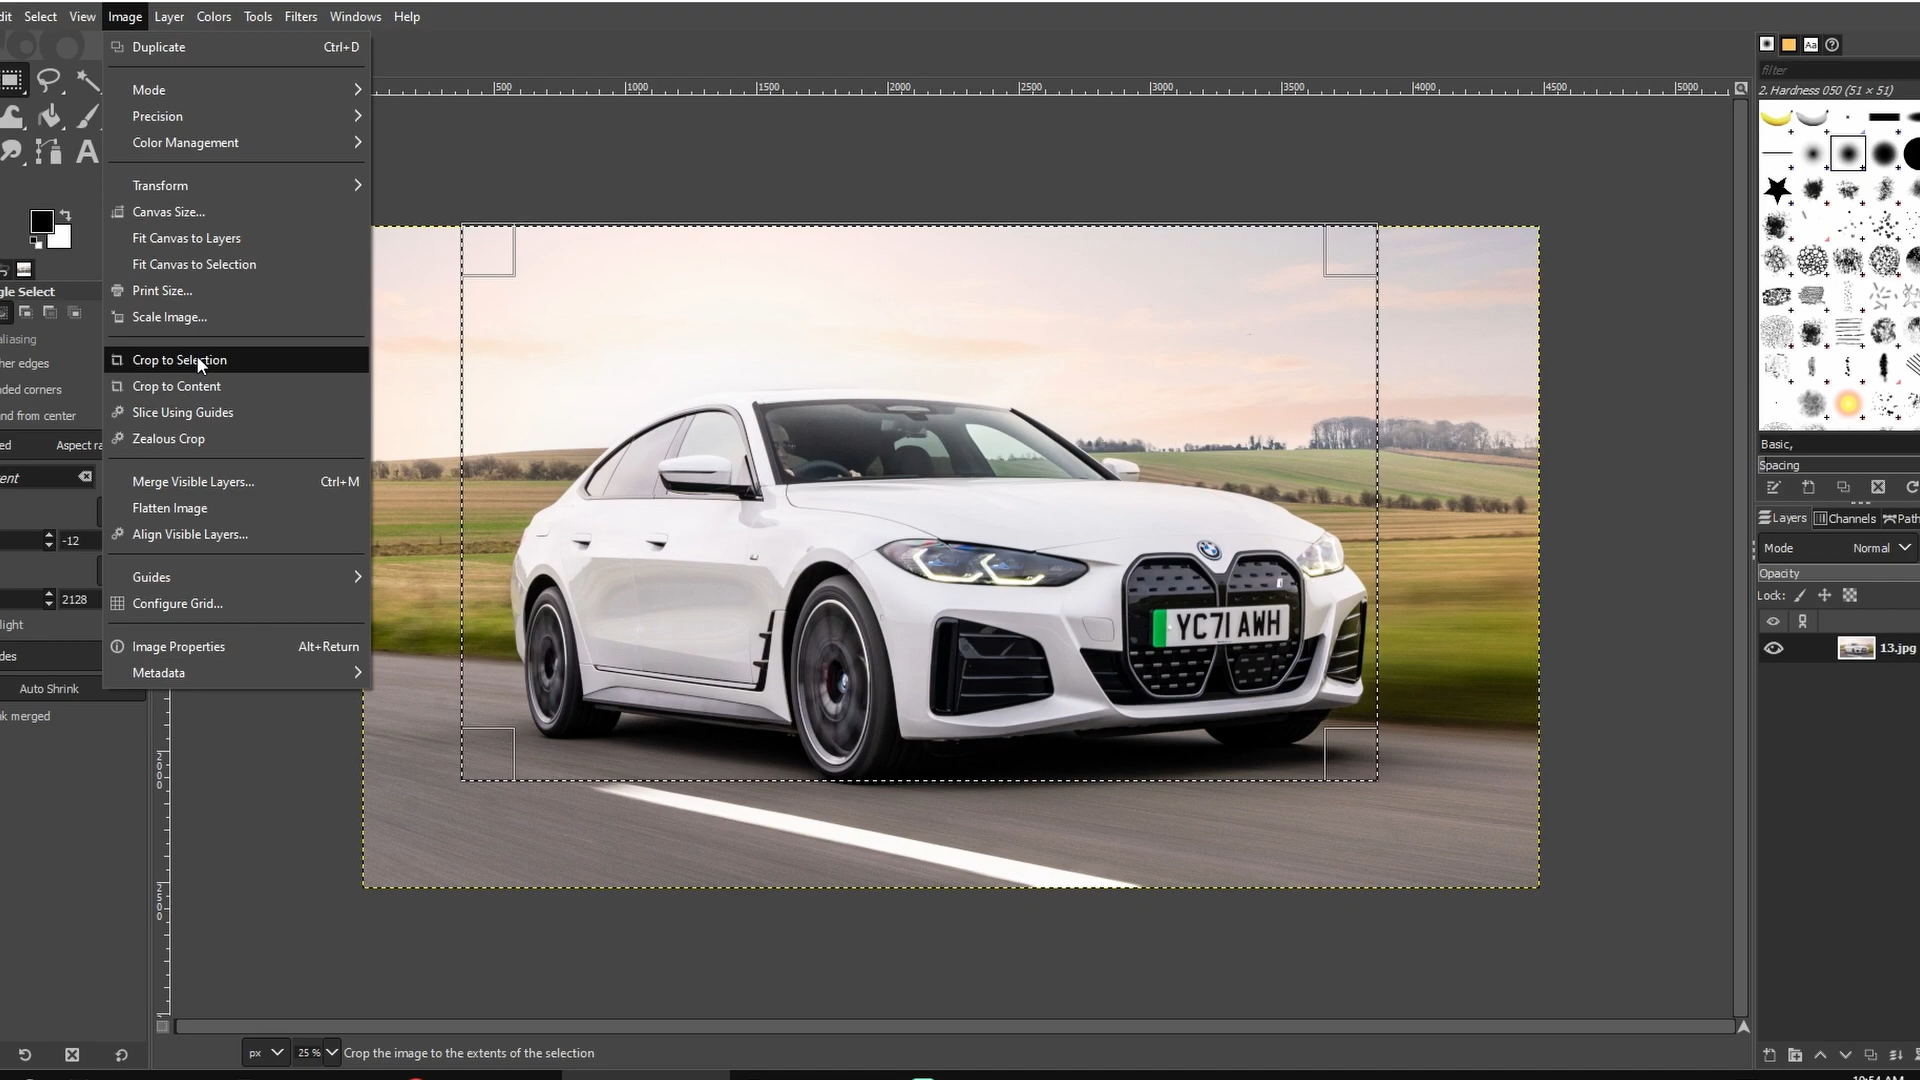 dit Select View Image Layer Colors Tools Filters Windows Help
Duplicate Ctrl+D
Mode
Precision
Color Management
Transform
Canvas Size...
Fit Canvas to Layers
Fit Canvas to Selection
Print Size...
Scale Image...
Crop to Selection
Crop to Content
Slice Using Guides
Zealous Crop
Merge Visible Layers... Ctrl+M
Flatten Image
Align Visible Layers...
Guides
Configure Grid...
Image Properties Alt+Return
Metadata
gle Select
aliasing
her edges
ded corners
and from center
ed Aspect ra
ent
-12
2128
light
des
Auto Shrink
nk merged
500 1000 1500 2000 2500 3000 3500 4000 4500 5000
2000
2500
YC71 AWH
px 25 % Crop the image to the extents of the selection
Aa
filter
2. Hardness 050 (51 × 51)
Basic,
Spacing
Layers Channels Path
Mode Normal
Opacity
Lock:
13.jpg